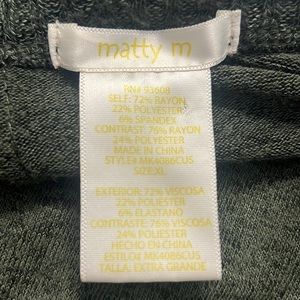 matty m
RN# 93608
SELF: 72% RAYON
22% POLYESTER
6% SPANDEX
CONTRAST: 76% RAYON
24% POLYESTER
MADE IN CHINA
STYLE# MK4086CUS
SIZE:XL
EXTERIOR: 72% VISCOSA
22% POLIESTER
6% ELASTANO
CONTRASTE: 76% VISCOSA
24% POLIESTER
HECHO EN CHINA
ESTILO# MK4086CUS
TALLA: EXTRA GRANDE